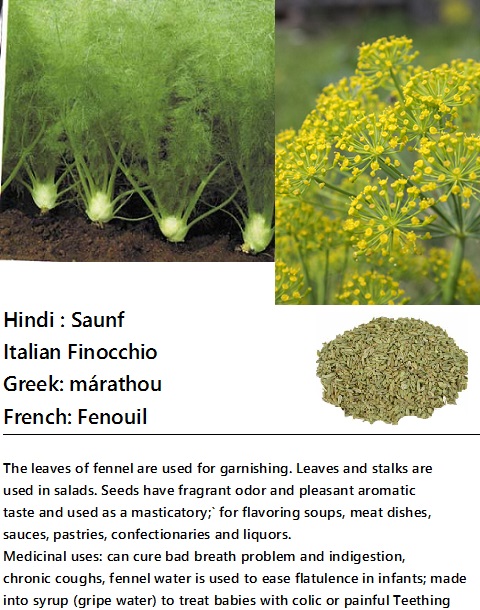 Hindi : Saunf
Italian Finocchio
Greek: márathou
French: Fenouil
The leaves of fennel are used for garnishing. Leaves and stalks are
used in salads. Seeds have fragrant odor and pleasant aromatic
taste and used as a masticatory;` for flavoring soups, meat dishes,
sauces, pastries, confectionaries and liquors.
Medicinal uses: can cure bad breath problem and indigestion,
chronic coughs, fennel water is used to ease flatulence in infants; made
into syrup (gripe water) to treat babies with colic or painful Teething